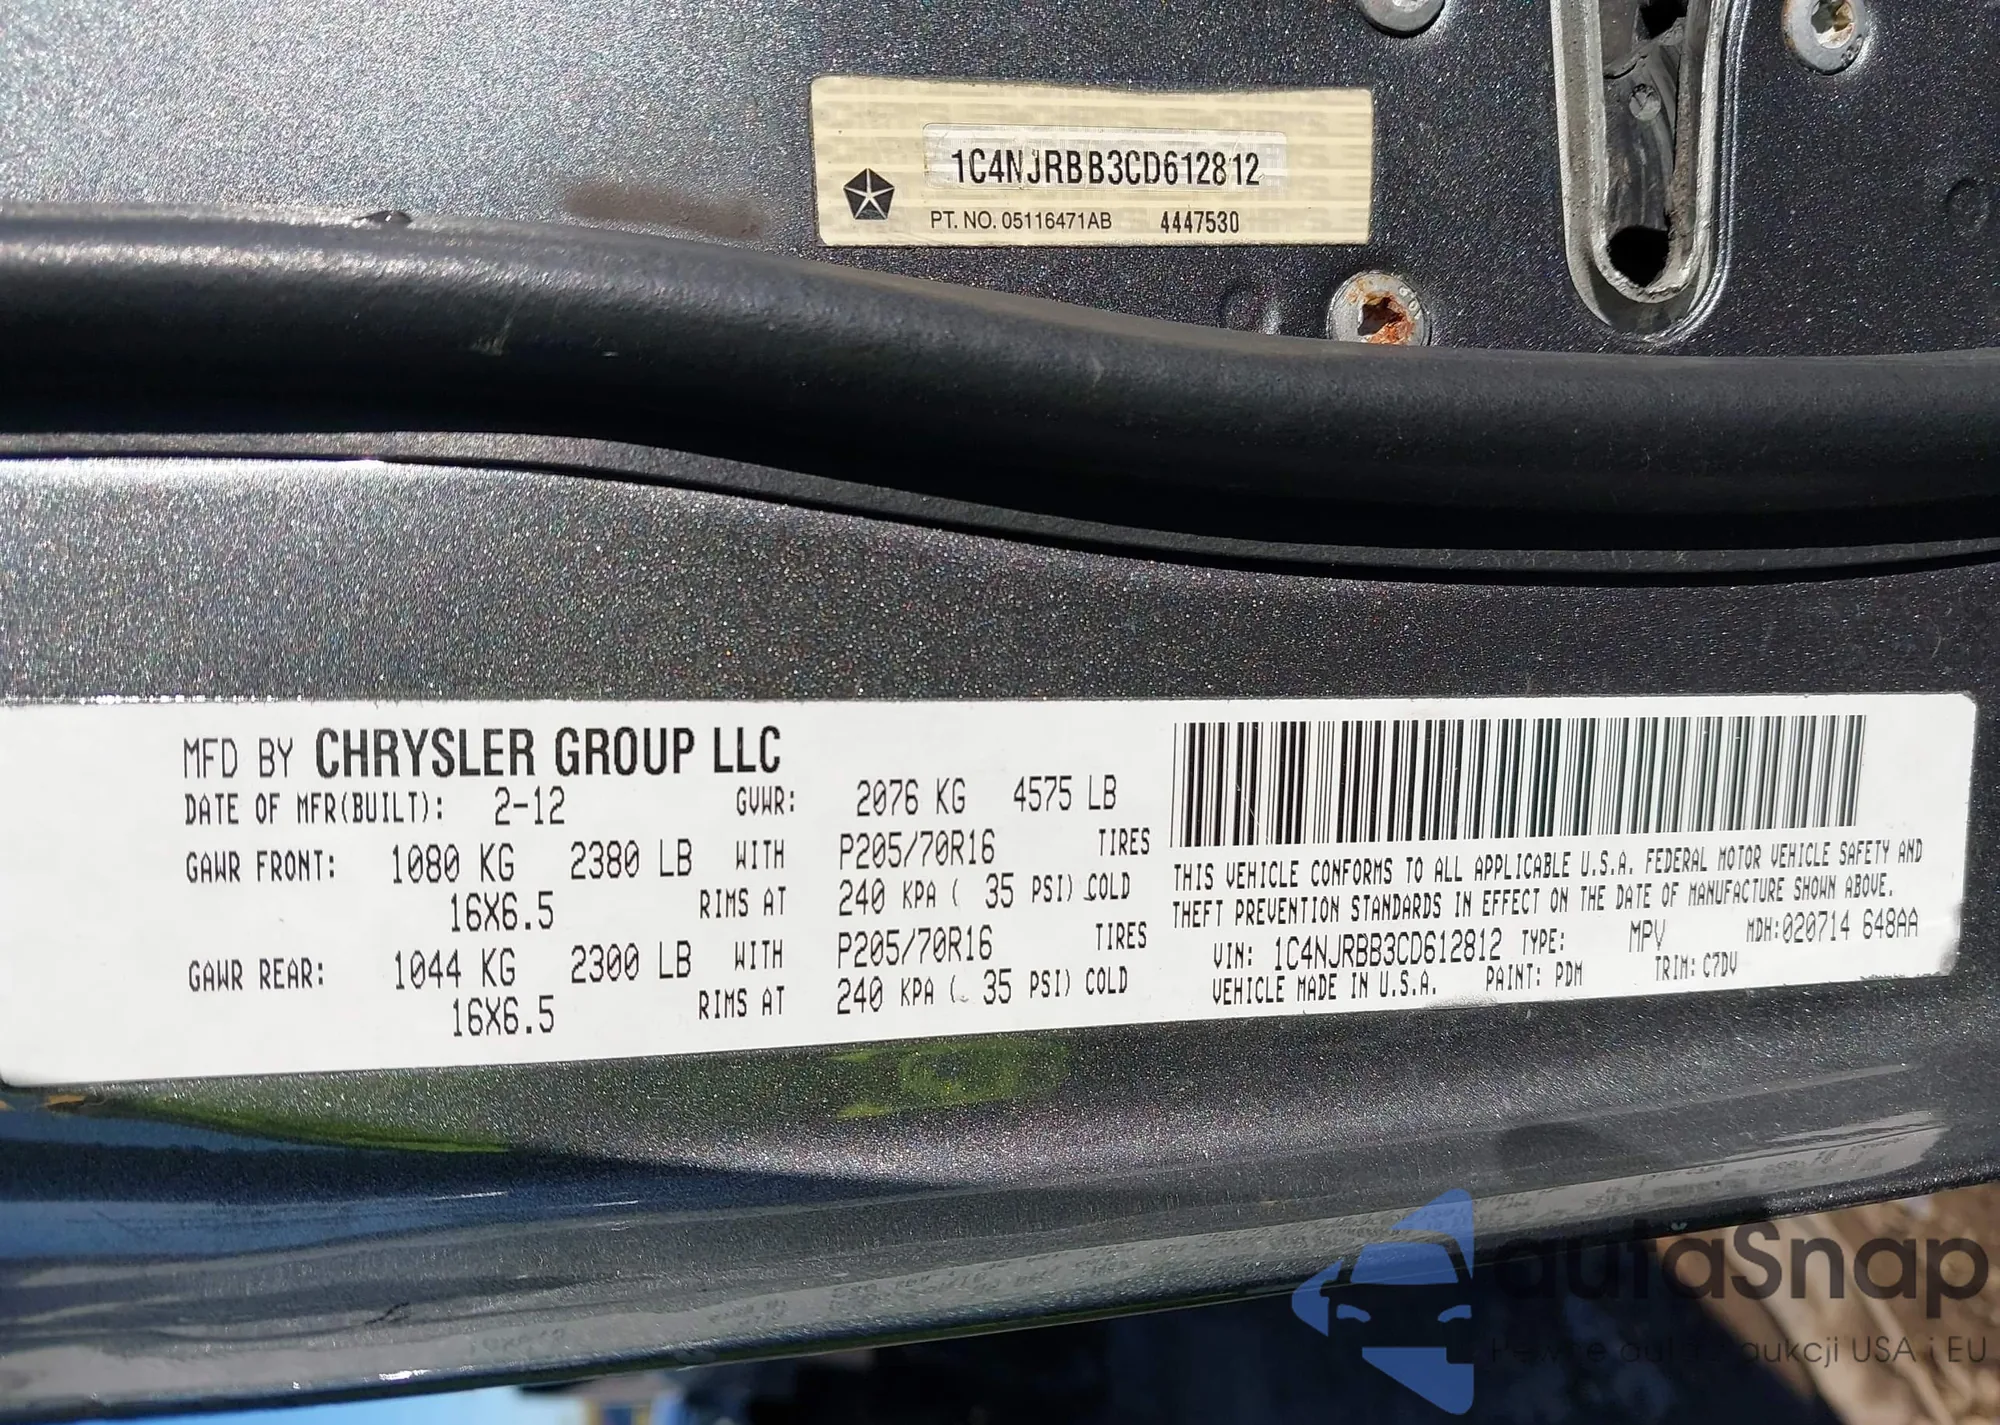 1C4NJRBB3CD612812
PT. NO. 05116471AB 4447530
MFD BY CHRYSLER GROUP LLC
DATE OF MFR(BUILT): 2-12 GVWR: 2076 KG 4575 LB
GAWR FRONT: 1080 KG 2380 LB WITH P205/70R16 TIRES
16X6.5 RIMS AT 240 KPA ( 35 PSI) COLD
GAWR REAR: 1044 KG 2300 LB WITH P205/70R16 TIRES
16X6.5 RIMS AT 240 KPA ( 35 PSI) COLD
THIS VEHICLE CONFORMS TO ALL APPLICABLE U.S.A. FEDERAL MOTOR VEHICLE SAFETY AND
THEFT PREVENTION STANDARDS IN EFFECT ON THE DATE OF MANUFACTURE SHOWN ABOVE.
VIN: 1C4NJRBB3CD612812 TYPE: MPV MDH:020714 648AA
VEHICLE MADE IN U.S.A. PAINT: PDM TRIM: C7DV
autaSnap
aukcji USA i EU